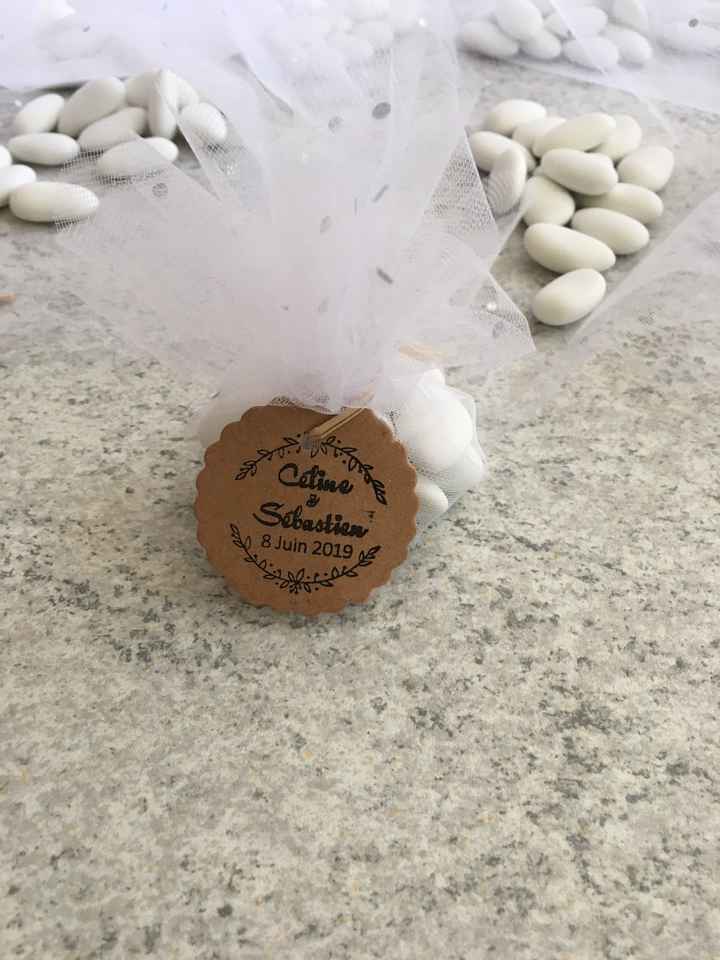 Céline
&
Sébastien
8 Juin 2019